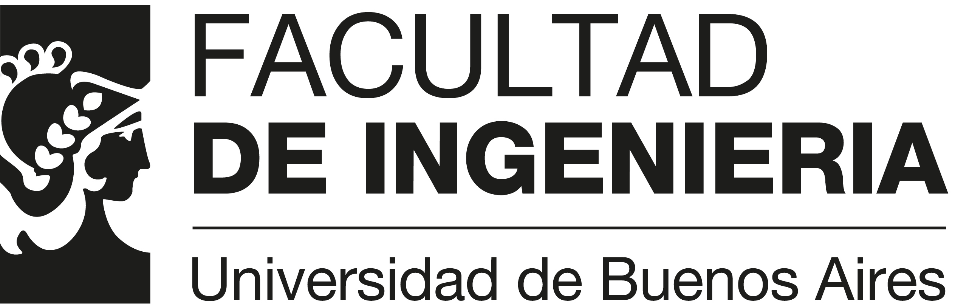 FACULTAD
DE INGENIERIA
Universidad de Buenos Aires